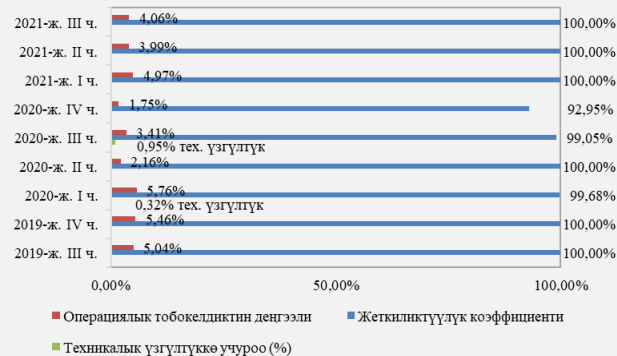 2021-ж. III ч. 4,06% 100,00%
2021-ж. II ч. 3,99% 100,00%
2021-ж. I ч. 4,97% 100,00%
2020-ж. IV ч. 1,75% 92,95%
2020-ж. III ч. 3,41% 99,05%
0,95% тех. үзгүлтүк
2020-ж. II ч. 2,16% 100,00%
2020-ж. I ч. 5,76% 99,68%
0,32% тех. үзгүлтүк
2019-ж. IV ч. 5,46% 100,00%
2019-ж. III ч. 5,04% 100,00%
0,00% 50,00% 100,00%
Операциялык тобокелдиктин деңгээли Жеткиликтүүлүк коэффициенти
Техникалык үзгүлтүккө учуроо (%)